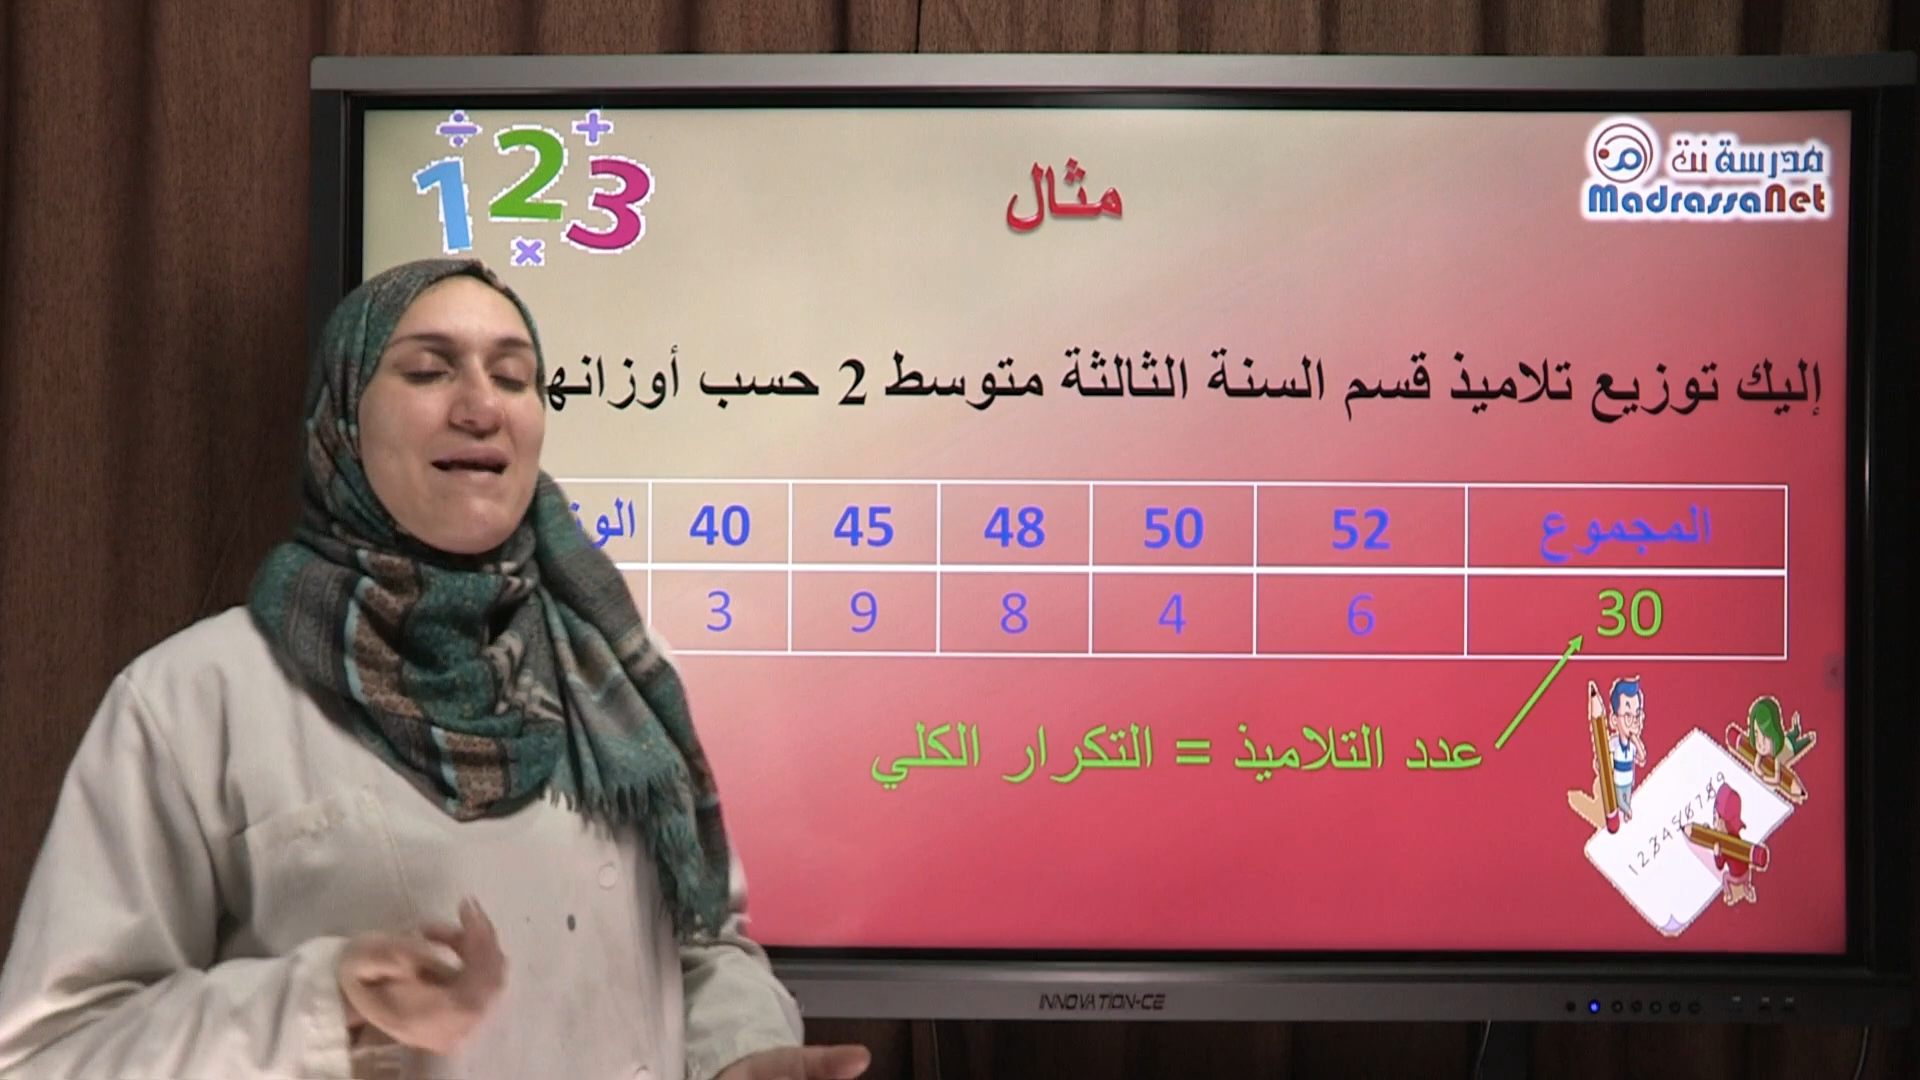 123
مدرسة نت
MadrassaNet
مثال
إليك توزيع تلاميذ قسم السنة الثالثة متوسط 2 حسب
40 45 48 50 52 المجموع
3 9 8 4 6 30
عدد التلاميذ = التكرار الكلي
INNOVATION-CE